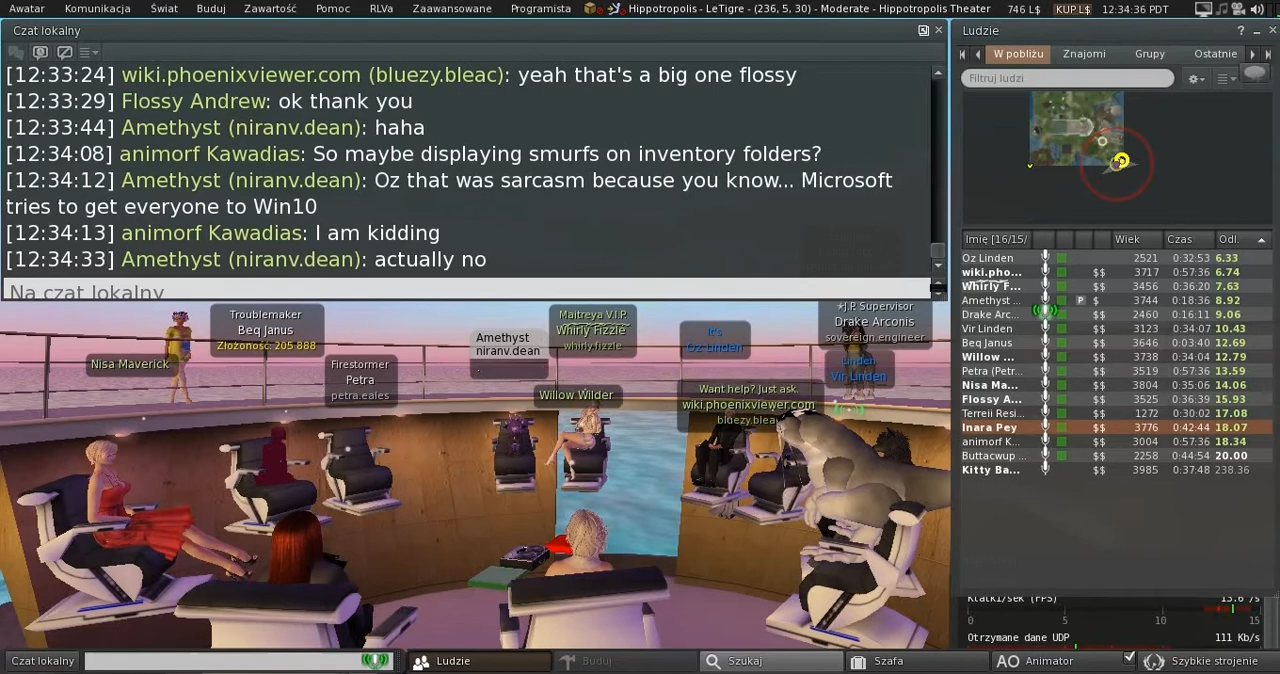 Awatar Komunikacja Świat Buduj Zawartość Pomoc RLVa Zaawansowane Programista Hippotropolis - LeTigre - (236, 5, 30) - Moderate - Hippotropolis Theater 746 L$ KUP L$ 12:34:36 PDT
Czat lokalny
[12:33:24] wiki.phoenixviewer.com (bluezy.bleac): yeah that's a big one flossy
[12:33:29] Flossy Andrew: ok thank you
[12:33:44] Amethyst (niranv.dean): haha
[12:34:08] animorf Kawadias: So maybe displaying smurfs on inventory folders?
[12:34:12] Amethyst (niranv.dean): Oz that was sarcasm because you know... Microsoft
tries to get everyone to Win10
[12:34:13] animorf Kawadias: I am kidding
[12:34:33] Amethyst (niranv.dean): actually no
Na czat lokalny
Ludzie
? _ ×
W pobliżu Znajomi Grupy Ostatnie
Filtruj ludzi
Imię [16/15/ Wiek Czas Odl.
Oz Linden 2521 0:32:53 6.33
wiki.pho... $$ 3717 0:57:36 6.74
Whirly F... $$ 3456 0:36:20 7.63
Amethyst ... P $ 3744 0:18:36 8.92
Drake Arc... 2460 0:16:11 9.06
Vir Linden 3123 0:34:07 10.43
Beq Janus $$ 3646 0:03:40 12.69
Willow ... $$ 3738 0:34:04 12.79
Petra (Petr... $$ 3519 0:57:36 13.59
Nisa Ma... $$ 3804 0:35:06 14.06
Flossy A... $$ 3525 0:36:39 15.93
Terreii Resi... $$ 1272 0:30:02 17.08
Inara Pey $$ 3776 0:42:44 18.07
animorf K... $$ 3004 0:57:36 18.34
Buttacwup ... $$ 2258 0:44:54 20.00
Kitty Ba... $$ 3985 0:37:48 238.36
Nisa Maverick
Troublemaker
Beq Janus
Złożoność: 205 888
Firestormer
Petra
petra.eales
Amethyst
niranv.dean
.
Maitreya V.I.P.
Whirly Fizzle
whirly.fizzle
Willow Wilder
It's
Oz Linden
J.P. Supervisor
Drake Arconis
sovereign.engineer
Linden
Vir Linden
Want help? Just ask.
wiki.phoenixviewer.com
bluezy.bleac
Klatki/sek (FPS) 13.6 /s
0 5 10 15
Otrzymane dane UDP 111 Kb/s
Czat lokalny Ludzie Buduj Szukaj Szafa AO Animator Szybkie strojenie